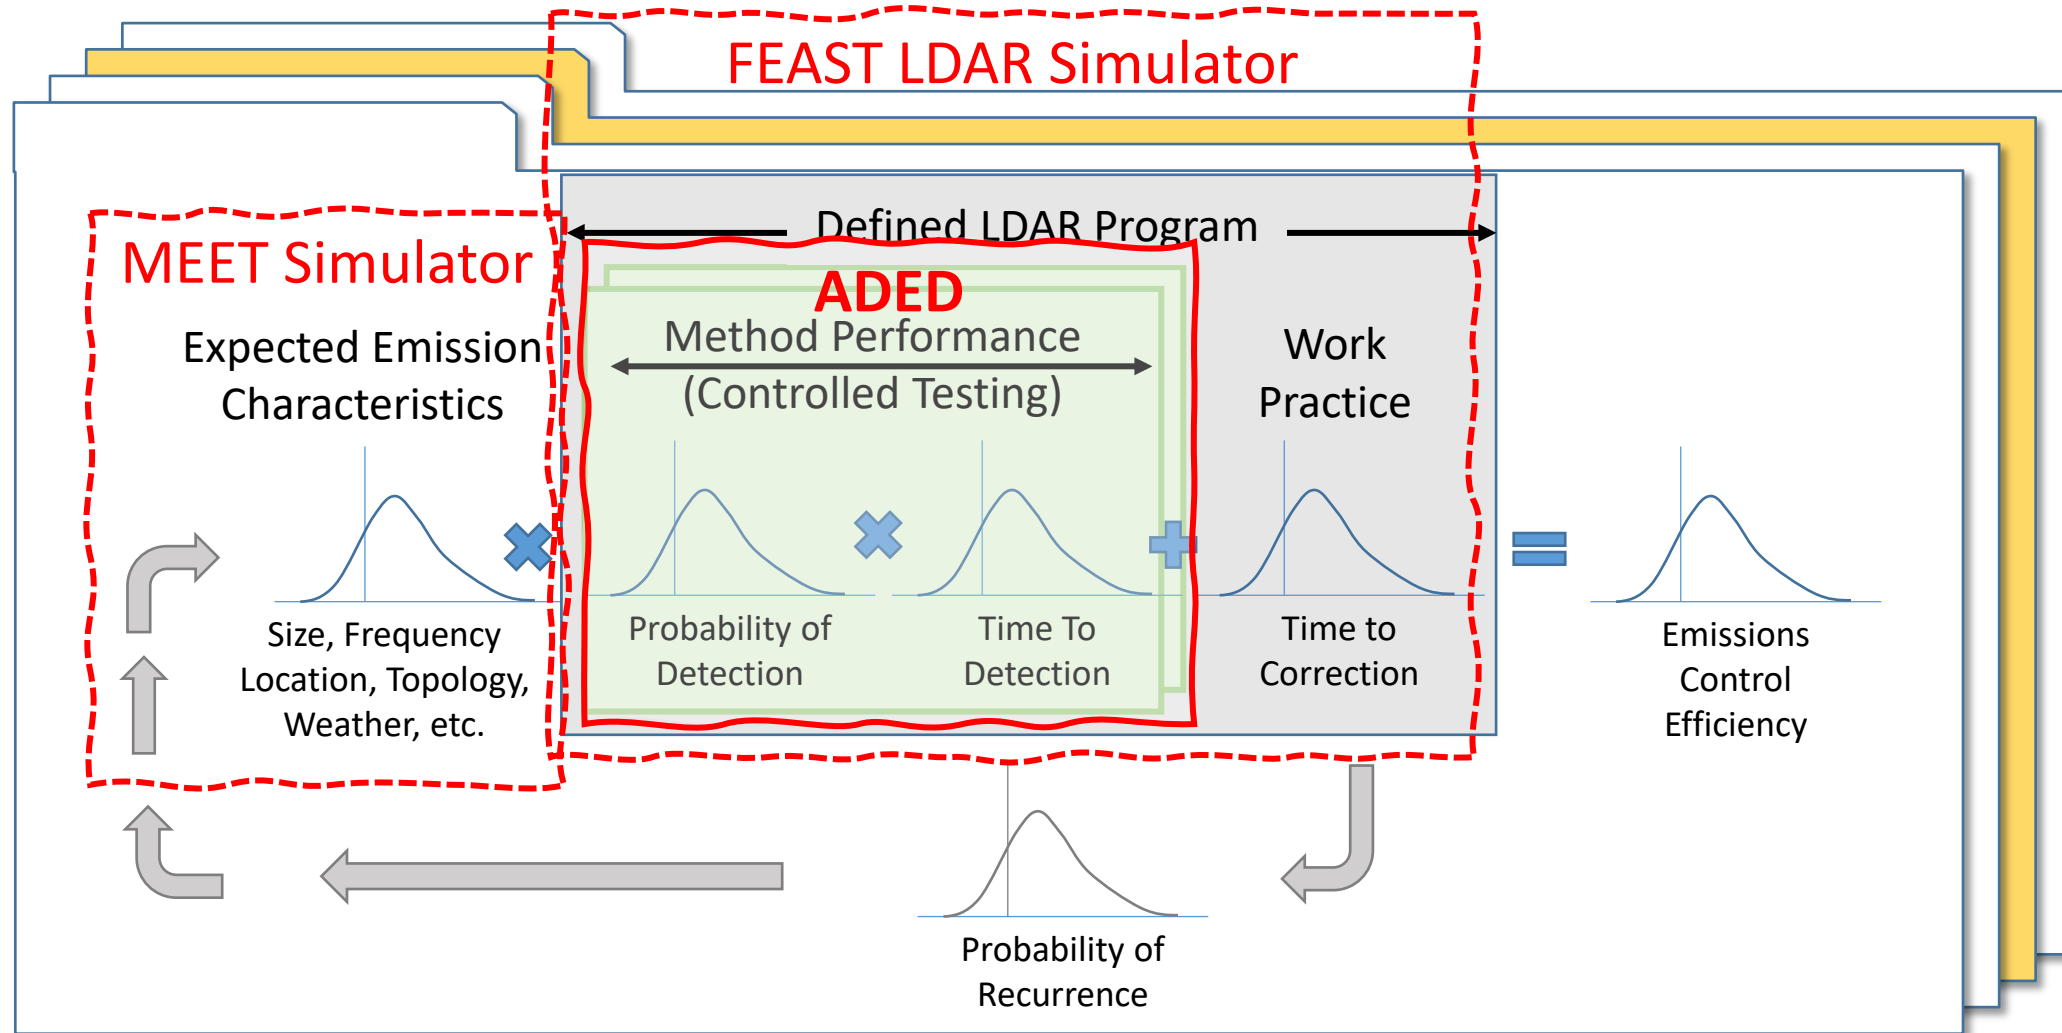 FEAST LDAR Simulator
Defined LDAR Program
MEET Simulator
Expected Emission
Characteristics
ADED
Method Performance
(Controlled Testing)
Work
Practice
Size, Frequency
Location, Topology,
Weather, etc.
Probability of
Detection
Time To
Detection
Time to
Correction
Emissions
Control
Efficiency
Probability of
Recurrence